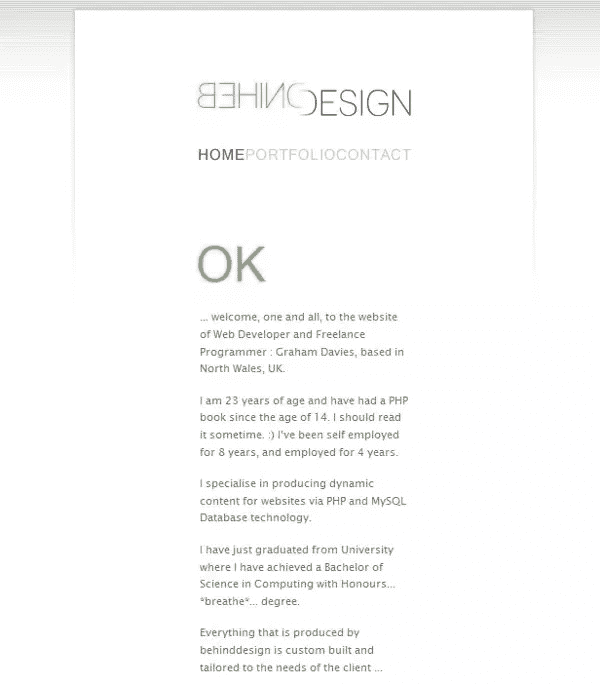 BEHINDDESIGN
HOMEPORTFOLIOCONTACT
OK
... welcome, one and all, to the website
of Web Developer and Freelance
Programmer : Graham Davies, based in
North Wales, UK.
I am 23 years of age and have had a PHP
book since the age of 14. I should read
it sometime. :) I've been self employed
for 8 years, and employed for 4 years.
I specialise in producing dynamic
content for websites via PHP and MySQL
Database technology.
I have just graduated from University
where I have achieved a Bachelor of
Science in Computing with Honours...
*breathe*... degree.
Everything that is produced by
behinddesign is custom built and
tailored to the needs of the client ...